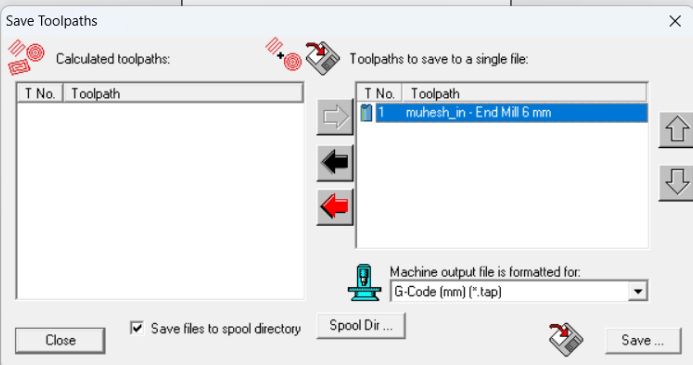 Save Toolpaths
Calculated toolpaths:
Toolpaths to save to a single file:
T No. Toolpath
T No. Toolpath
1 muhesh_in - End Mill 6 mm
Machine output file is formatted for:
G-Code (mm) (*.tap)
Save files to spool directory
Spool Dir ...
Close
Save ...